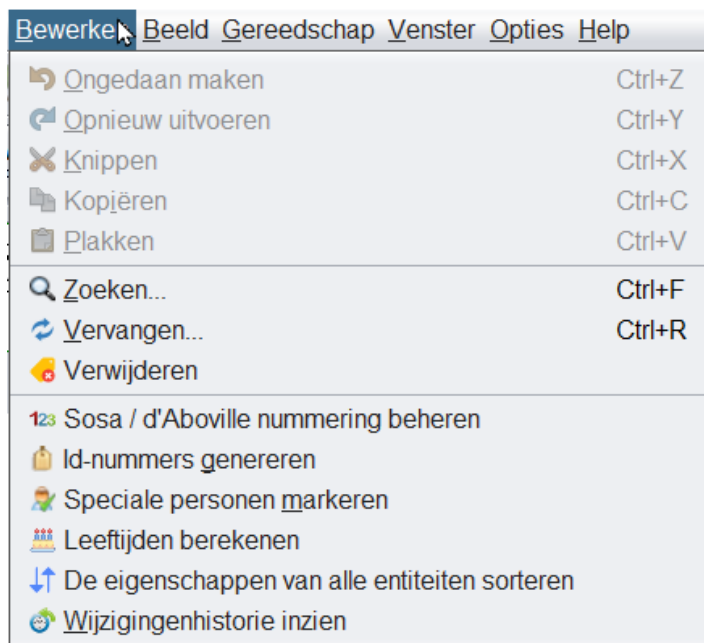 Bewerken Beeld Gereedschap Venster Opties Help
Ongedaan maken Ctrl+Z
Opnieuw uitvoeren Ctrl+Y
Knippen Ctrl+X
Kopiëren Ctrl+C
Plakken Ctrl+V
Zoeken... Ctrl+F
Vervangen... Ctrl+R
Verwijderen
123 Sosa / d'Aboville nummering beheren
Id-nummers genereren
Speciale personen markeren
Leeftijden berekenen
De eigenschappen van alle entiteiten sorteren
Wijzigingenhistorie inzien